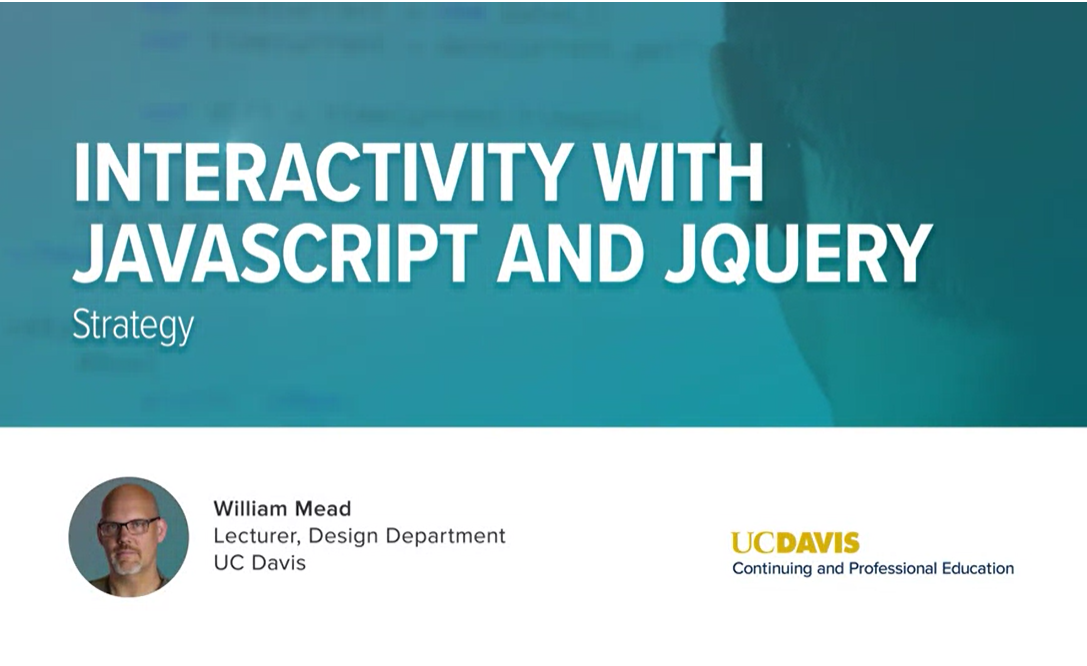 INTERACTIVITY WITH
JAVASCRIPT AND JQUERY
Strategy
William Mead
Lecturer, Design Department
UC Davis
UCDAVIS
Continuing and Professional Education